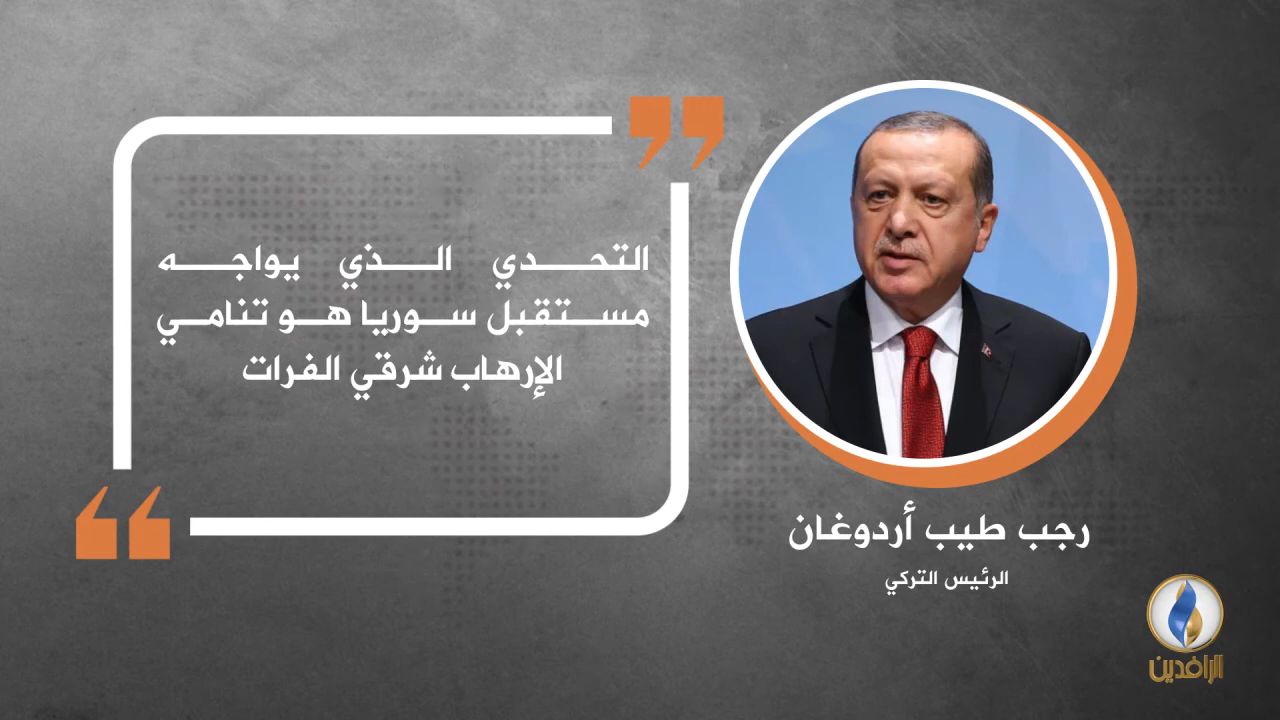 التحدي الذي يواجه
مستقبل سوريا هو تنامي
الإرهاب شرقي الفرات
رجب طيب أردوغان
الرئيس التركي
الرافدين